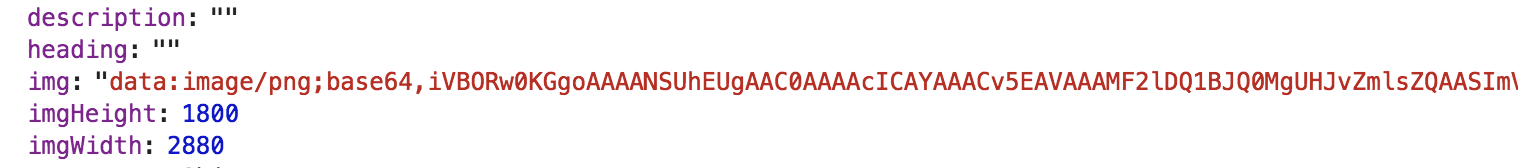 description: ""
heading: ""
img: "data:image/png;base64,iVBORw0KGgoAAAANSUhEUgAAC0AAAAcICAYAAACv5EAVAAAMF2lDQ1BJQ0MgUHJvZmlsZQAASImV
imgHeight: 1800
imgWidth: 2880